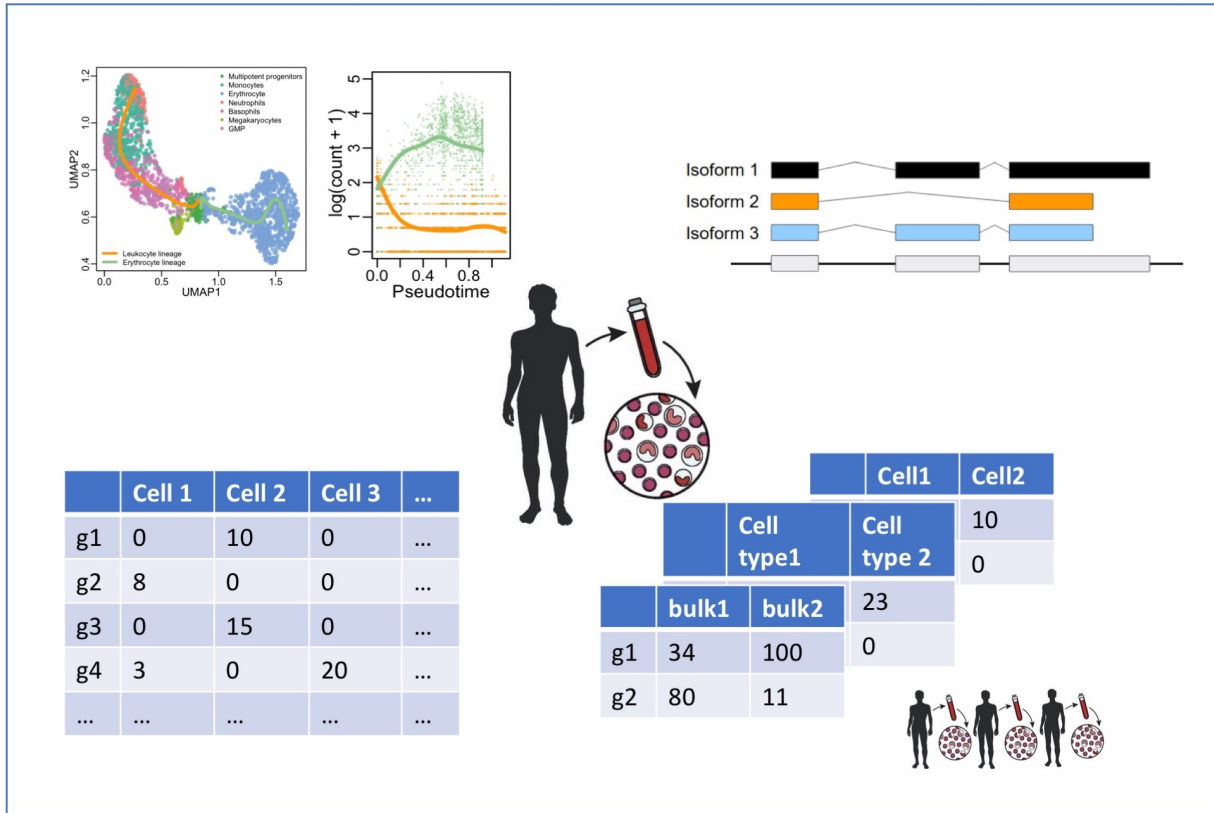 1.2
1.0
0.8
0.6
0.4
UMAP2
0.0
0.5
1.0
1.5
UMAP1
Multipotent progenitors
Monocytes
Erythrocyte
Neutrophils
Basophils
Megakaryocytes
GMP
Leukocyte lineage
Erythrocyte lineage
log(count + 1)
5
4
3
2
1
0
0.0 0.4 0.8
Pseudotime
Isoform 1
Isoform 2
Isoform 3
Cell 1 Cell 2 Cell 3 ...
g1 0 10 0 ...
g2 8 0 0 ...
g3 0 15 0 ...
g4 3 0 20 ...
... ... ... ... ...
Cell1 Cell2
10
0
Cell type1 Cell type 2
23
0
bulk1 bulk2
g1 34 100
g2 80 11